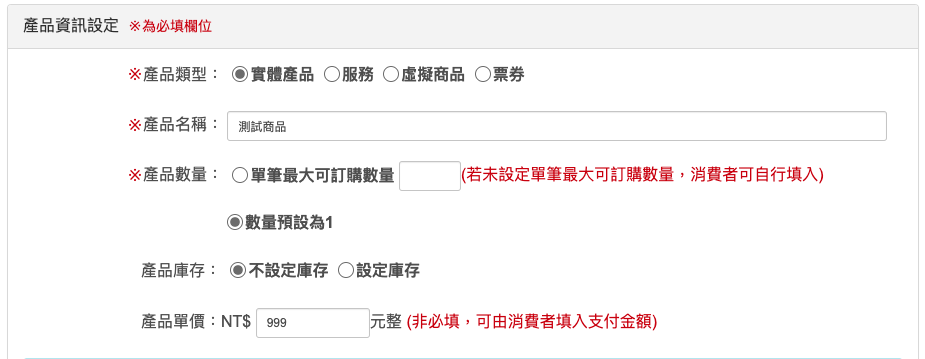 產品資訊設定 ※為必填欄位
※產品類型： 實體產品 服務 虛擬商品 票券
※產品名稱： 測試商品
※產品數量： 單筆最大可訂購數量 (若未設定單筆最大可訂購數量，消費者可自行填入)
數量預設為1
產品庫存： 不設定庫存 設定庫存
產品單價：NT$ 999 元整 (非必填，可由消費者填入支付金額)